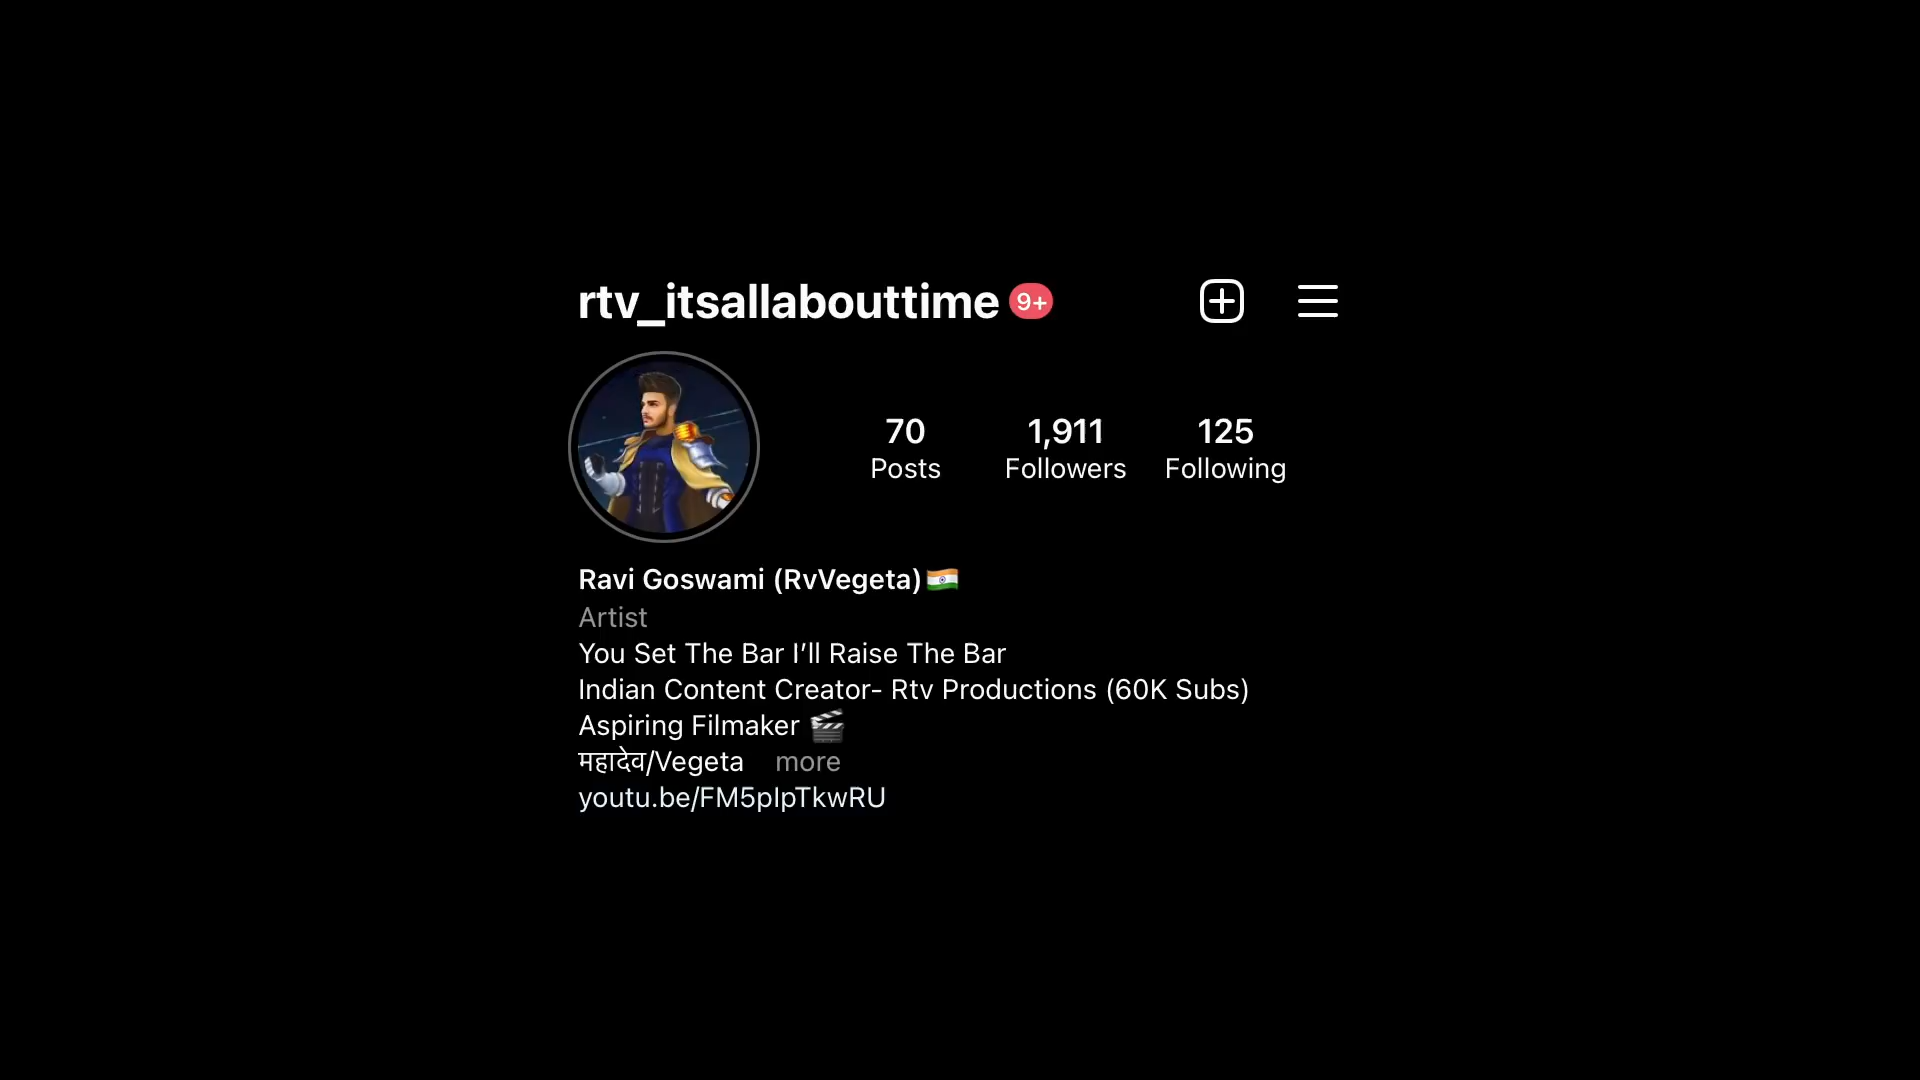 rtv_itsallabouttime 9+
70 1,911 125
Posts Followers Following
Ravi Goswami (RvVegeta)🇮🇳
Artist
You Set The Bar I’ll Raise The Bar
Indian Content Creator- Rtv Productions (60K Subs)
Aspiring Filmaker 🎬
महादेव/Vegeta more
youtu.be/FM5pIpTkwRU